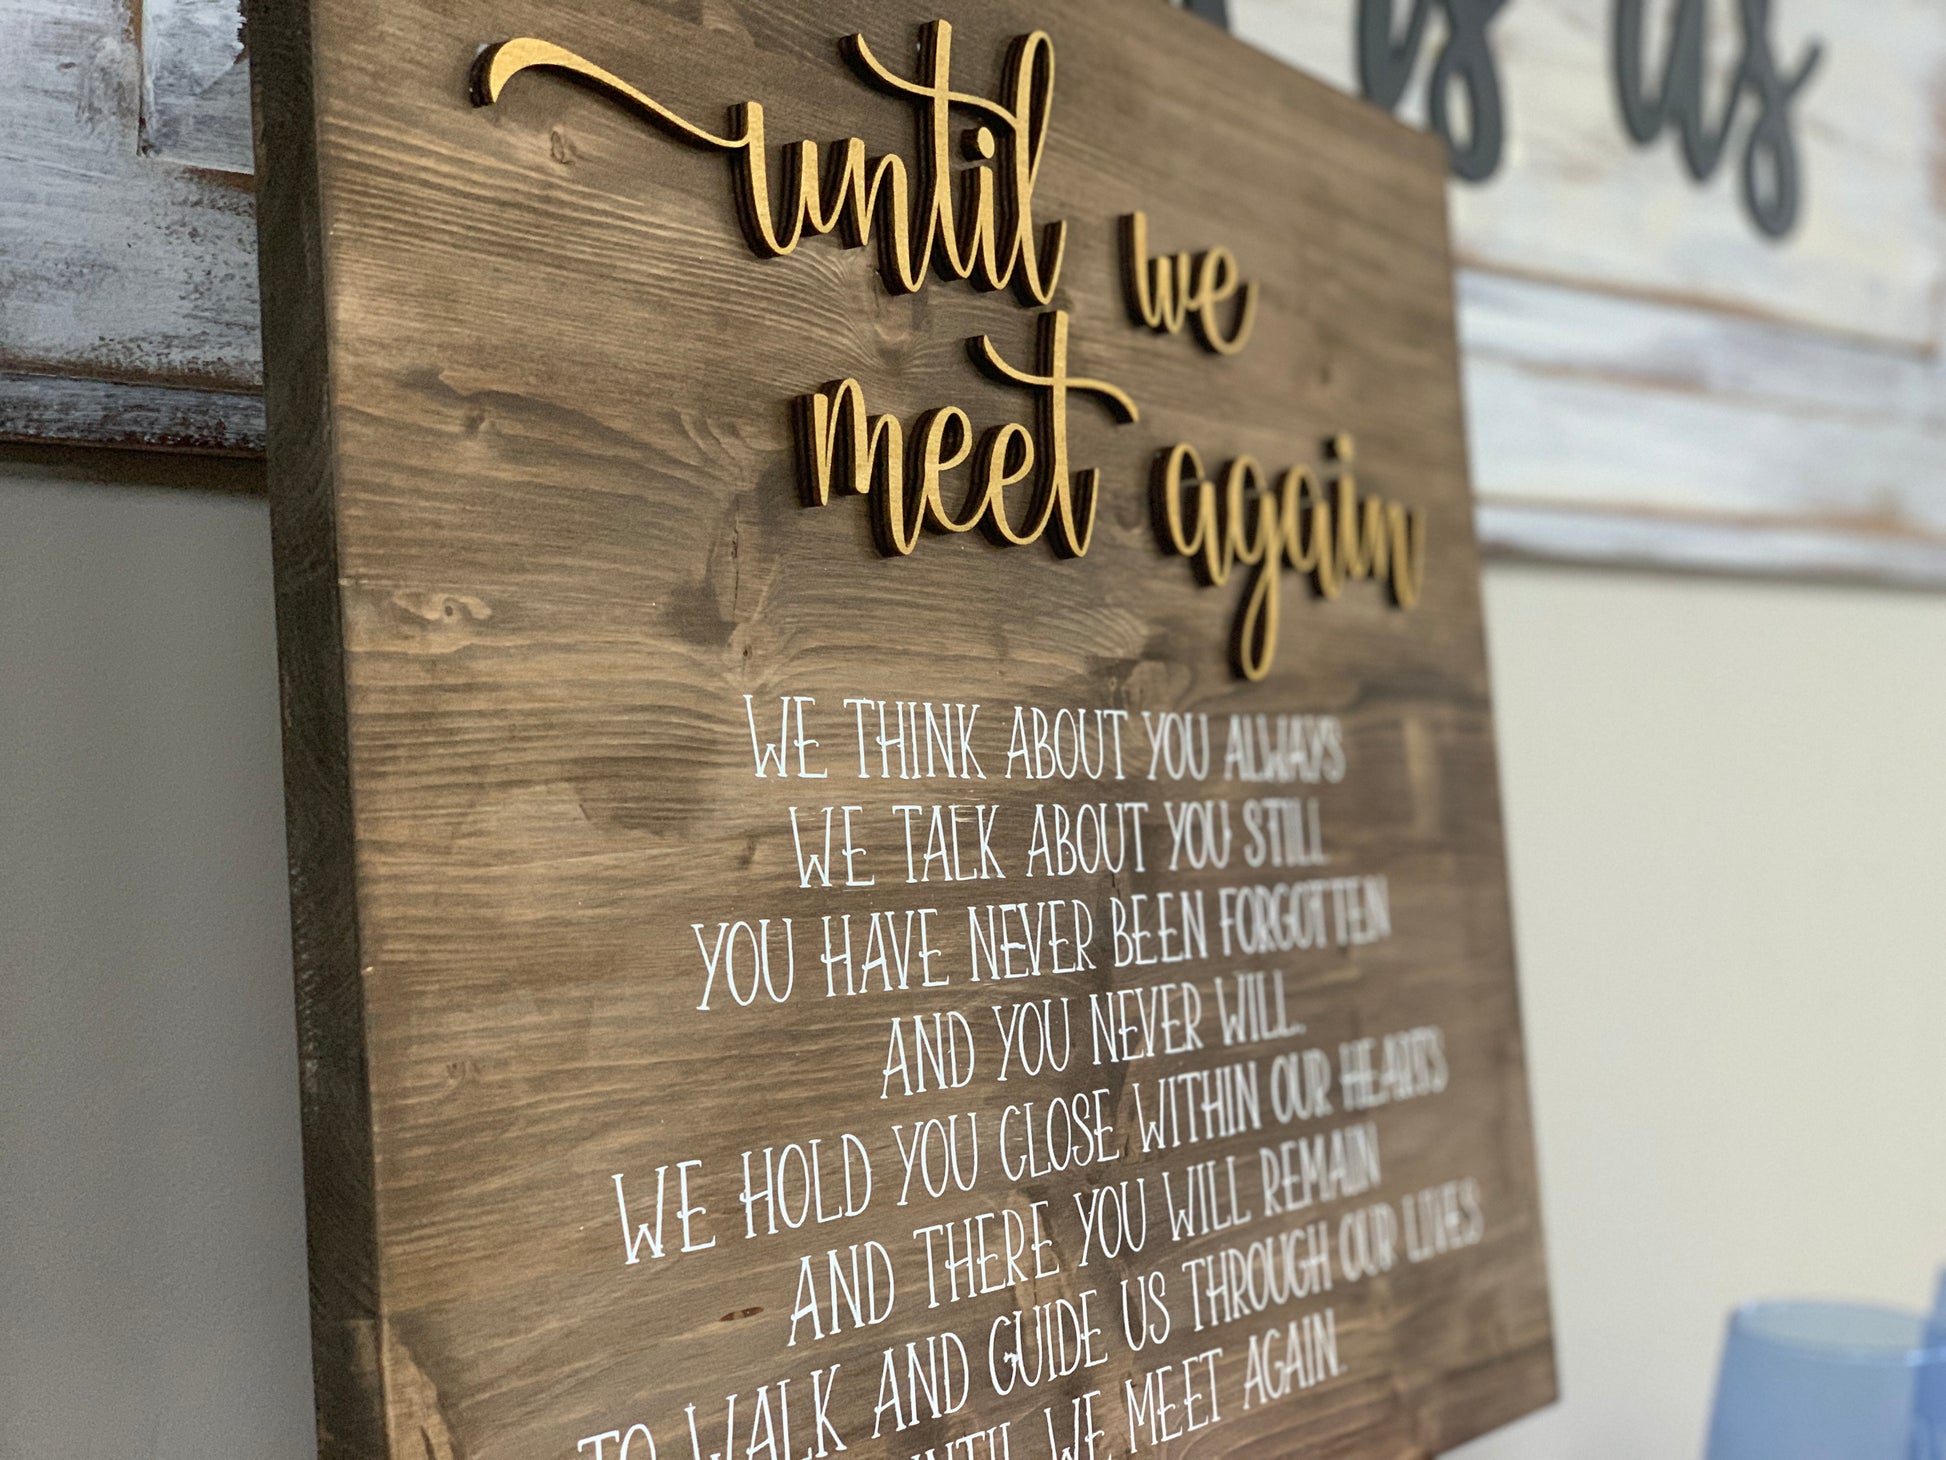 until we
meet again
WE THINK ABOUT YOU ALWAYS
WE TALK ABOUT YOU STILL
YOU HAVE NEVER BEEN FORGOTTEN
AND YOU NEVER WILL.
WE HOLD YOU CLOSE WITHIN OUR HEARTS
AND THERE YOU WILL REMAIN
TO WALK AND GUIDE US THROUGH OUR LIVES
UNTIL WE MEET AGAIN.